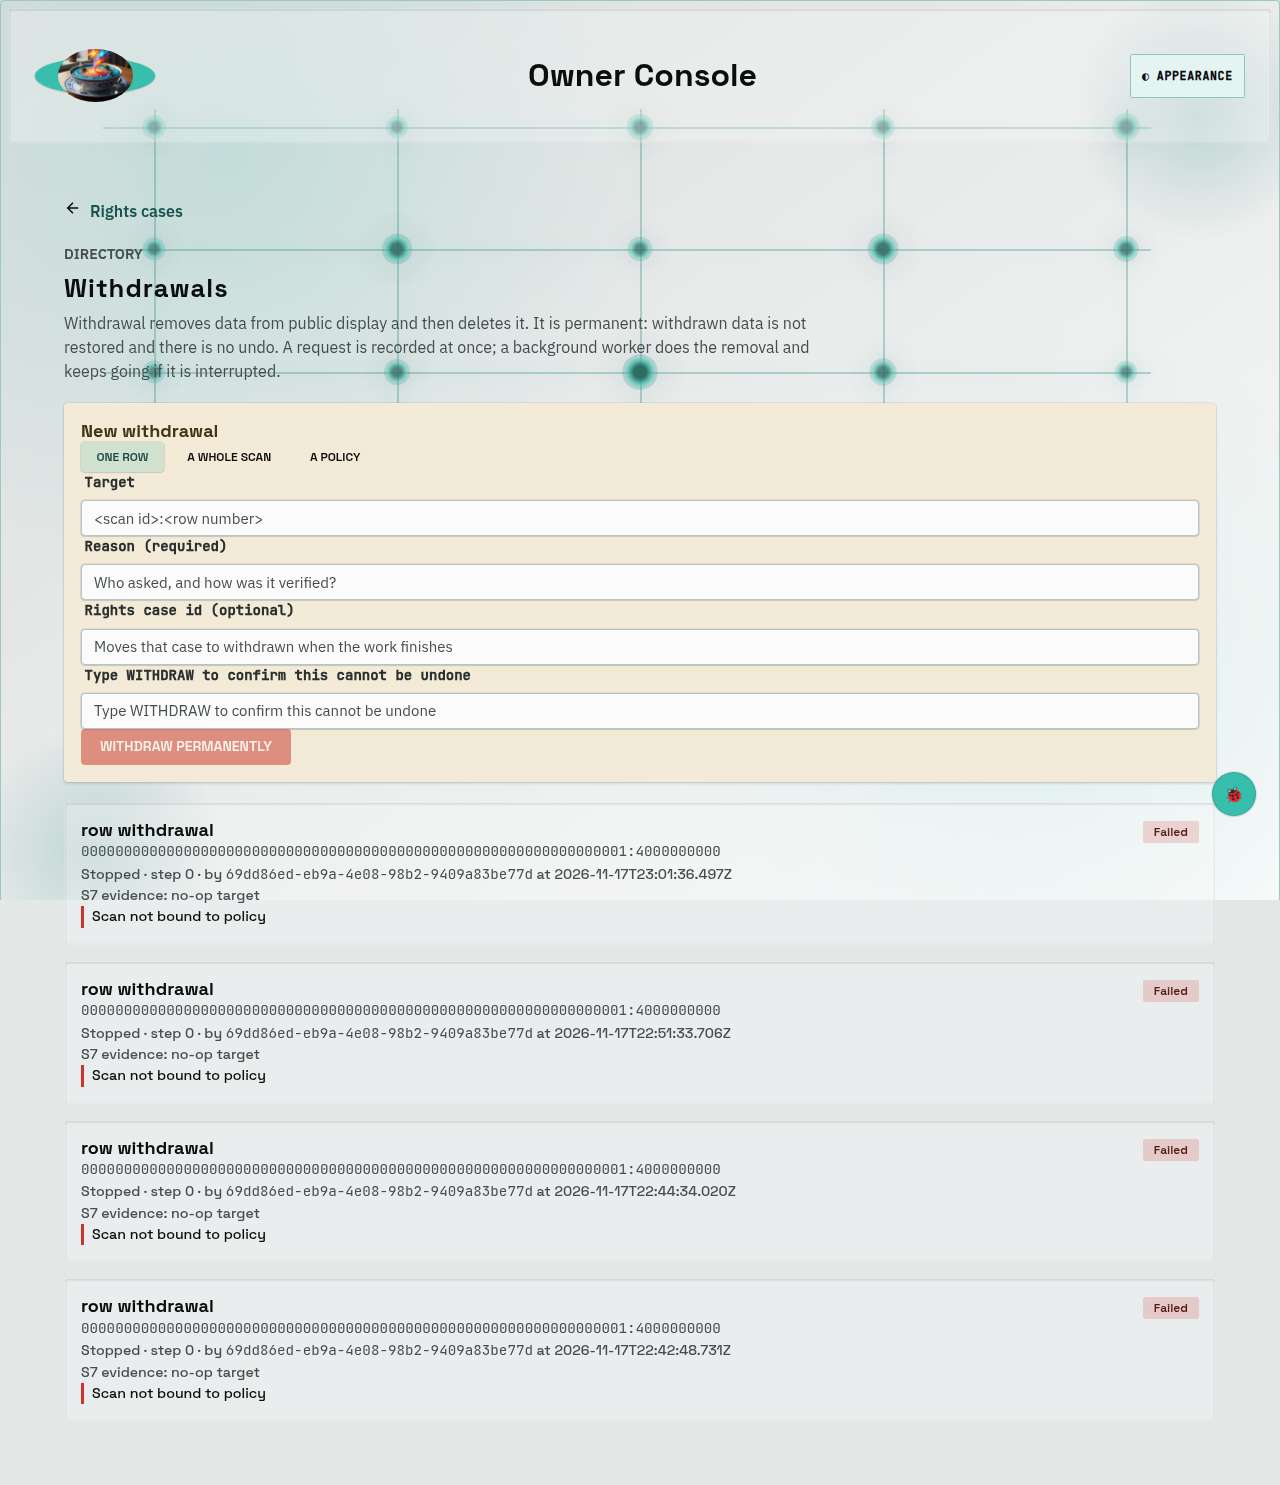 Owner Console
◐ APPEARANCE
← Rights cases
DIRECTORY
Withdrawals
Withdrawal removes data from public display and then deletes it. It is permanent: withdrawn data is not
restored and there is no undo. A request is recorded at once; a background worker does the removal and
keeps going if it is interrupted.
New withdrawal
ONE ROW A WHOLE SCAN A POLICY
Target
<scan id>:<row number>
Reason (required)
Who asked, and how was it verified?
Rights case id (optional)
Moves that case to withdrawn when the work finishes
Type WITHDRAW to confirm this cannot be undone
Type WITHDRAW to confirm this cannot be undone
WITHDRAW PERMANENTLY
row withdrawal Failed
0000000000000000000000000000000000000000000000000000000000000001:4000000000
Stopped · step 0 · by 69dd86ed-eb9a-4e08-98b2-9409a83be77d at 2026-11-17T23:01:36.497Z
S7 evidence: no-op target
Scan not bound to policy
row withdrawal Failed
0000000000000000000000000000000000000000000000000000000000000001:4000000000
Stopped · step 0 · by 69dd86ed-eb9a-4e08-98b2-9409a83be77d at 2026-11-17T22:51:33.706Z
S7 evidence: no-op target
Scan not bound to policy
row withdrawal Failed
0000000000000000000000000000000000000000000000000000000000000001:4000000000
Stopped · step 0 · by 69dd86ed-eb9a-4e08-98b2-9409a83be77d at 2026-11-17T22:44:34.020Z
S7 evidence: no-op target
Scan not bound to policy
row withdrawal Failed
0000000000000000000000000000000000000000000000000000000000000001:4000000000
Stopped · step 0 · by 69dd86ed-eb9a-4e08-98b2-9409a83be77d at 2026-11-17T22:42:48.731Z
S7 evidence: no-op target
Scan not bound to policy